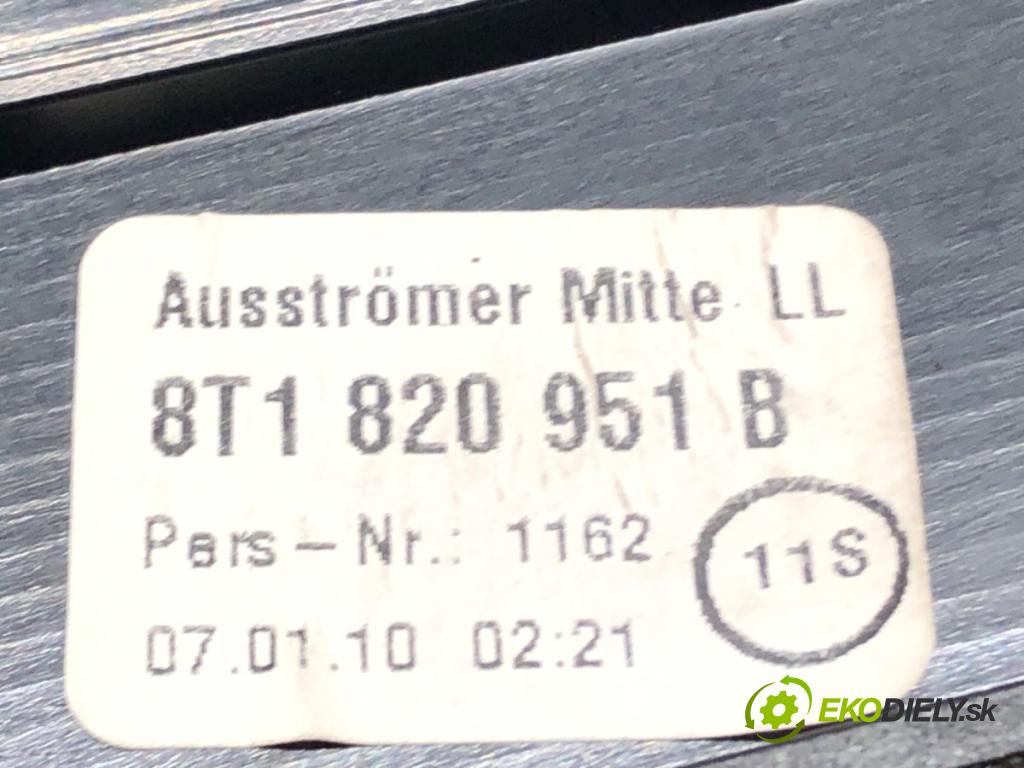 Ausströmer Mitte LL
8T1 820 951 B
Pers-Nr.: 1162
11S
07.01.10 02:21
EKODIELY.sk